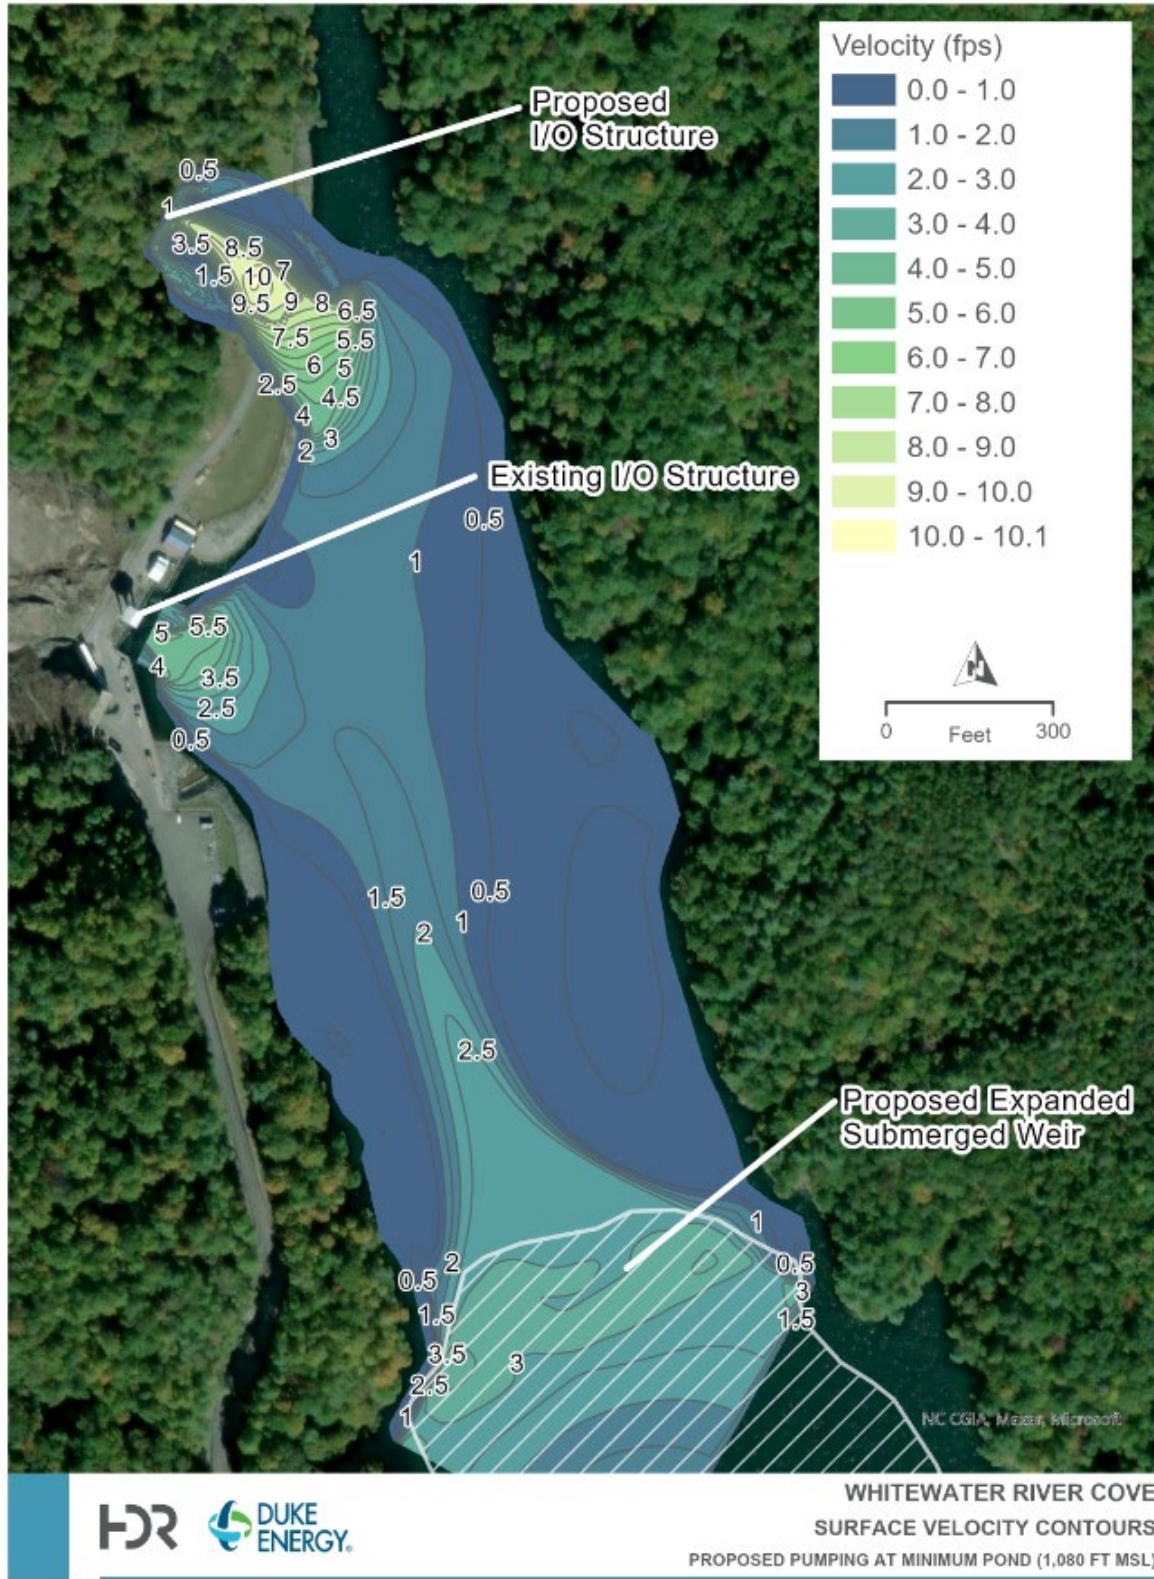 Velocity (fps)
0.0 - 1.0
1.0 - 2.0
2.0 - 3.0
3.0 - 4.0
4.0 - 5.0
5.0 - 6.0
6.0 - 7.0
7.0 - 8.0
8.0 - 9.0
9.0 - 10.0
10.0 - 10.1
N
0 300
Feet
Proposed
I/O Structure
0.5
1
3.5 8.5
1.5 10 7
9.5 9 8 6.5
7.5 5.5
6 5
2.5 4.5
4
2 3
Existing I/O Structure
0.5
1
5 5.5
4 3.5
2.5
0.5
1.5 0.5
2 1
2.5
Proposed Expanded
Submerged Weir
1
2 0.5
0.5 3
1.5 1.5
3.5 3
2.5
1
NC CGIA, Maxar, Microsoft
HDR
DUKE
ENERGY®
WHITEWATER RIVER COVE
SURFACE VELOCITY CONTOURS
PROPOSED PUMPING AT MINIMUM POND (1,080 FT MSL)